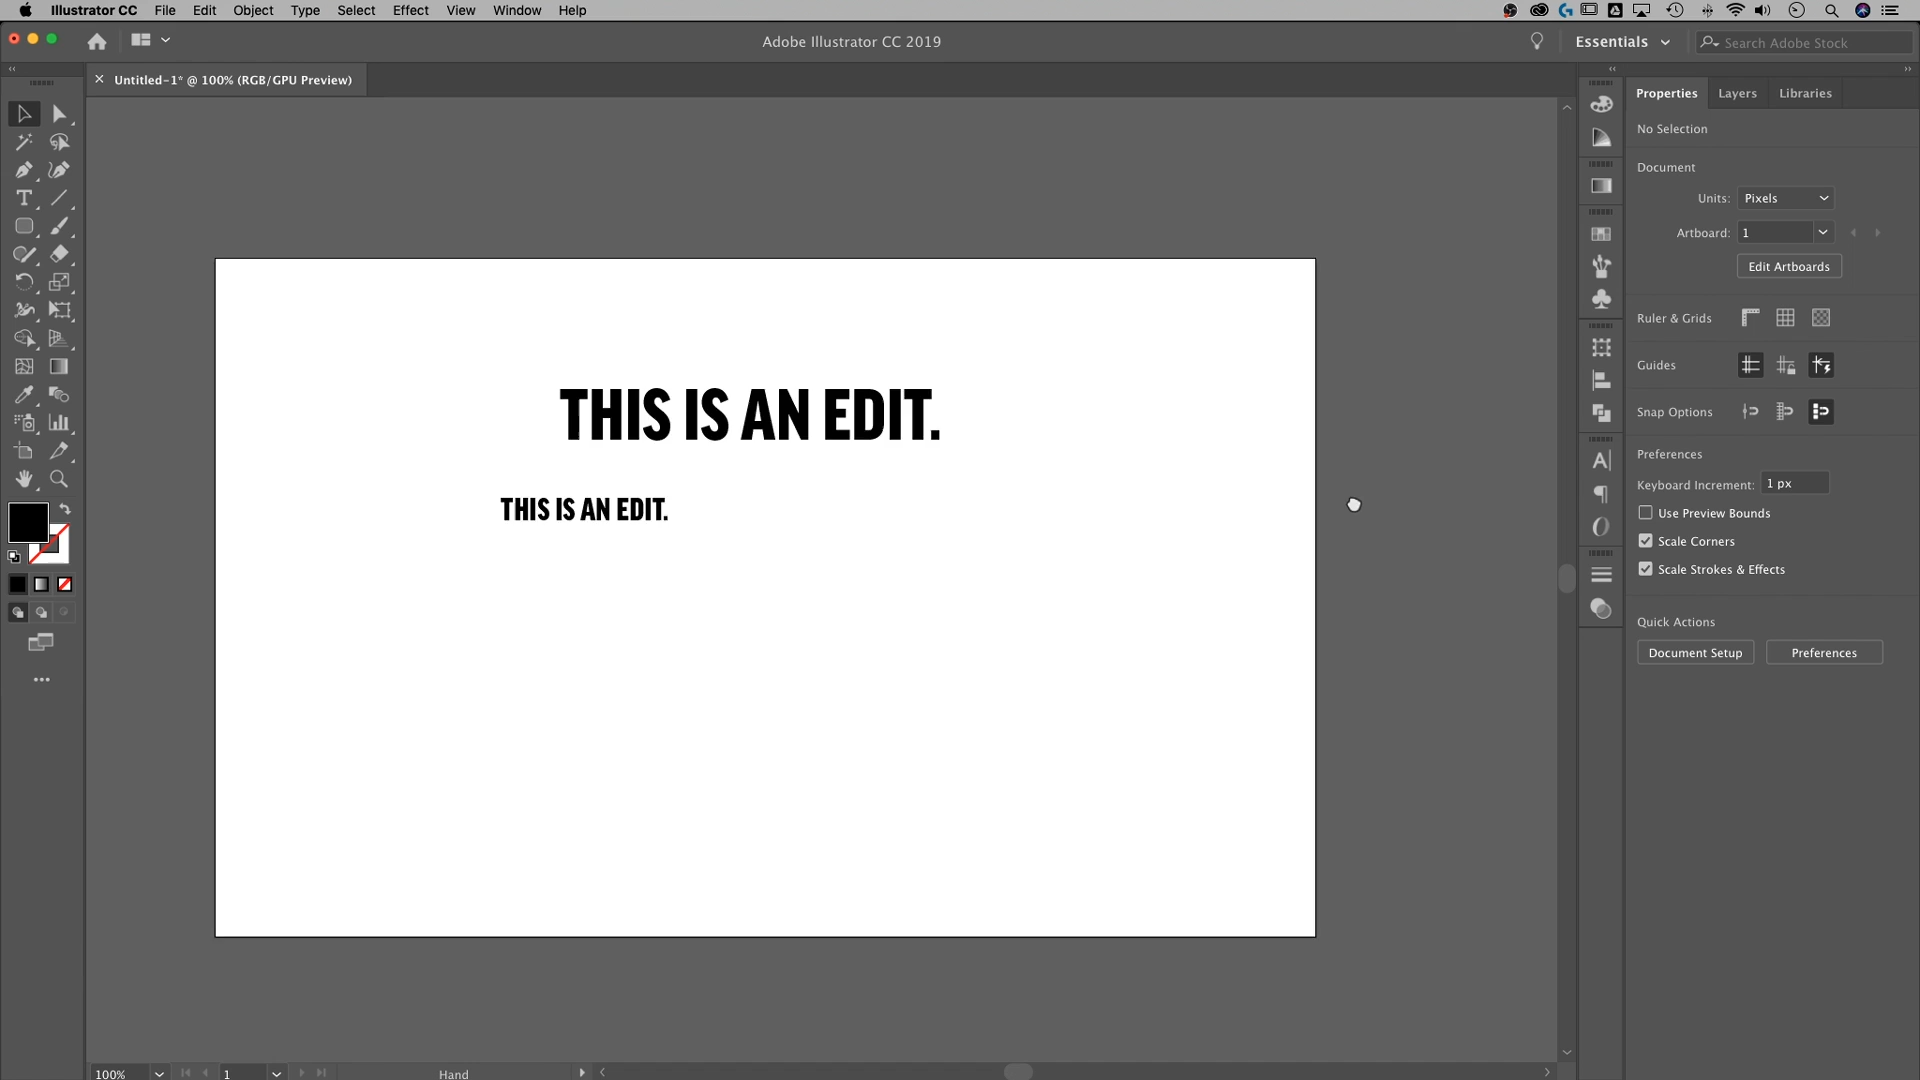 Illustrator CC File Edit Object Type Select Effect View Window Help
Adobe Illustrator CC 2019
Essentials
Search Adobe Stock
Untitled-1* @ 100% (RGB/GPU Preview)
Properties Layers Libraries
No Selection
Document
Units: Pixels
Artboard: 1
Edit Artboards
Ruler & Grids
Guides
Snap Options
Preferences
Keyboard Increment: 1 px
Use Preview Bounds
Scale Corners
Scale Strokes & Effects
Quick Actions
Document Setup Preferences
THIS IS AN EDIT.
THIS IS AN EDIT.
100% 1 Hand